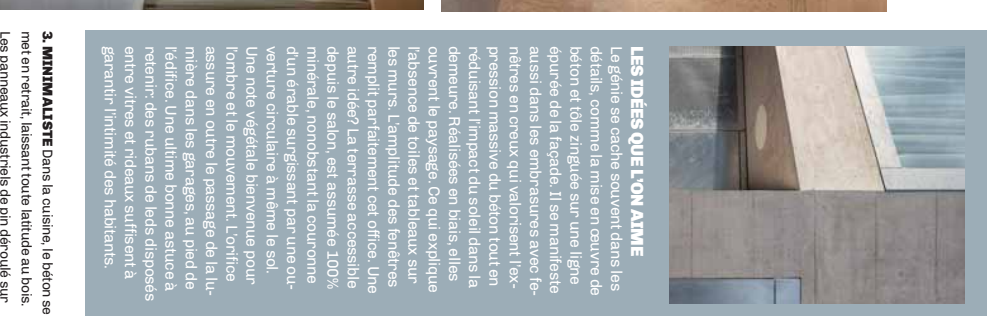 LES IDÉES QUE L'ON AIME
Le génie se cache souvent dans les
détails, comme la mise en œuvre de
béton et tôle zinguée sur une ligne
épurée de la façade. Il se manifeste
aussi dans les embrasures avec fe-
nêtres en creux qui valorisent l'ex-
pression massive du béton tout en
réduisant l'impact du soleil dans la
demeure. Réalisées en biais, elles
ouvrent le paysage. Ce qui explique
l'absence de toiles et tableaux sur
les murs. L'amplitude des fenêtres
remplit parfaitement cet office. Une
autre idée? La terrasse accessible
depuis le salon, est assumée 100%
minérale, nonobstant la couronne
d'un érable surgissant par une ou-
verture circulaire à même le sol.
Une note végétale bienvenue pour
l'ombre et le mouvement. L'orifice
assure en outre le passage de la lu-
mière dans les garages, au pied de
l'édifice. Une ultime bonne astuce à
retenir: des rubans de leds disposés
entre vitres et rideaux suffisent à
garantir l'intimité des habitants.
3. MINIMALISTE Dans la cuisine, le béton se
met en retrait, laissant toute latitude au bois.
Les panneaux industriels de pin déroulé sur